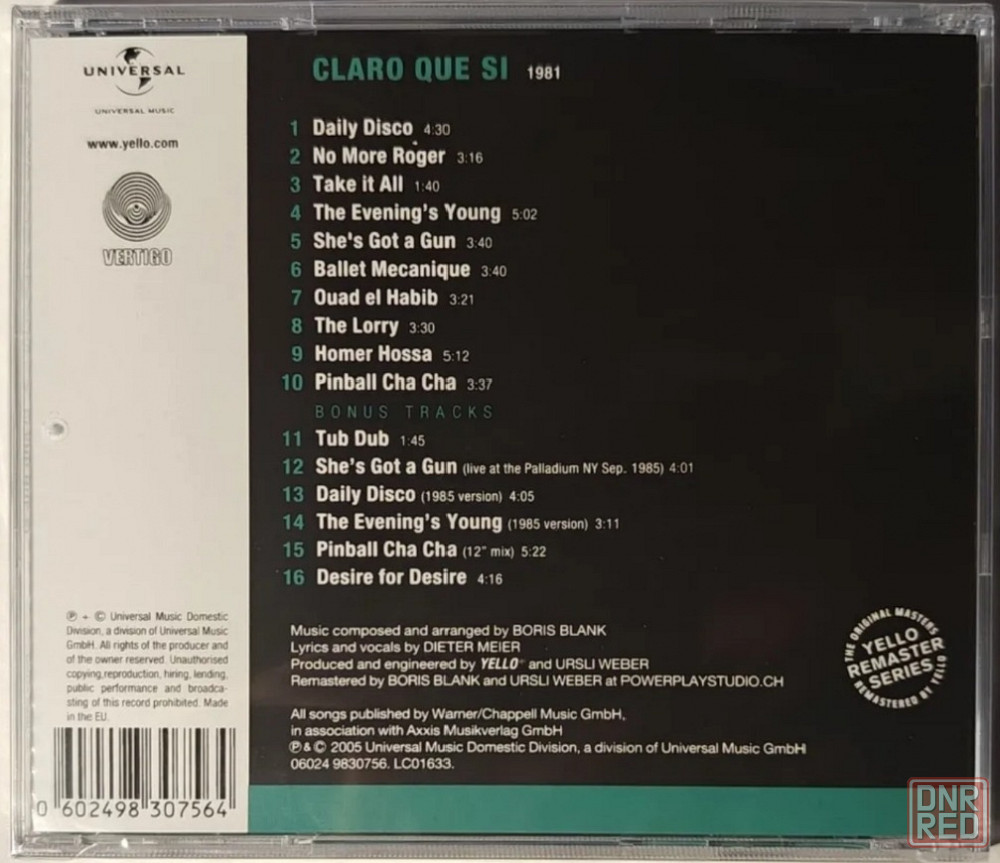 UNIVERSAL
UNIVERSAL MUSIC
www.yello.com
VERTIGO
℗ + © Universal Music Domestic
Division, a division of Universal Music
GmbH. All rights of the producer and
of the owner reserved. Unauthorised
copying,reproduction, hiring, lending,
public performance and broadca-
sting of this record prohibited. Made
in the EU.
0 602498 307564
CLARO QUE SI 1981
1 Daily Disco 4:30
2 No More Roger 3:16
3 Take it All 1:40
4 The Evening's Young 5:02
5 She's Got a Gun 3:40
6 Ballet Mecanique 3:40
7 Ouad el Habib 3:21
8 The Lorry 3:30
9 Homer Hossa 5:12
10 Pinball Cha Cha 3:37
BONUS TRACKS
11 Tub Dub 1:45
12 She's Got a Gun (live at the Palladium NY Sep. 1985) 4:01
13 Daily Disco (1985 version) 4:05
14 The Evening's Young (1985 version) 3:11
15 Pinball Cha Cha (12" mix) 5:22
16 Desire for Desire 4:16
Music composed and arranged by BORIS BLANK
Lyrics and vocals by DIETER MEIER
Produced and engineered by YELLO and URSLI WEBER
Remastered by BORIS BLANK and URSLI WEBER at POWERPLAYSTUDIO.CH
All songs published by Warner/Chappell Music GmbH,
in association with Axxis Musikverlag GmbH
℗ & © 2005 Universal Music Domestic Division, a division of Universal Music GmbH
06024 9830756. LC01633.
THE ORIGINAL MASTERS
YELLO
REMASTER
SERIES
REMASTERED BY YELLO
DNR
RED